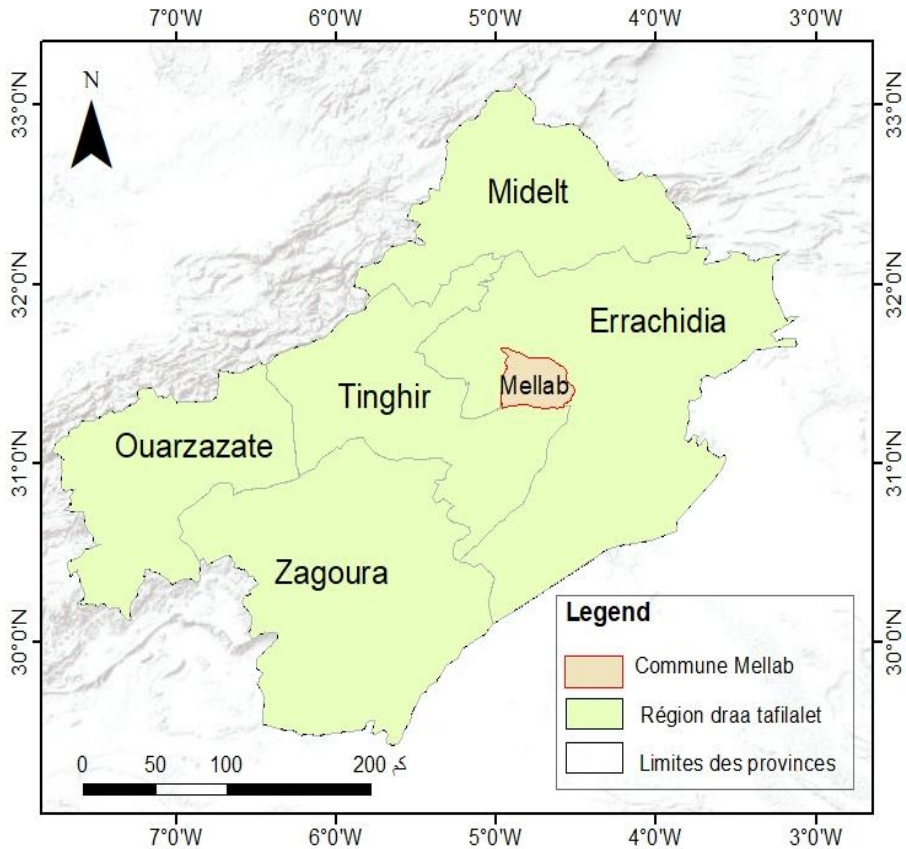 7°0'W 6°0'W 5°0'W 4°0'W 3°0'W
N
33°0'N 33°0'N
Midelt
32°0'N 32°0'N
Errachidia
Mellab
Tinghir
Ouarzazate
31°0'N 31°0'N
Zagoura
30°0'N 30°0'N
Legend
Commune Mellab
Région draa tafilalet
Limites des provinces
0 50 100 200 كم
7°0'W 6°0'W 5°0'W 4°0'W 3°0'W